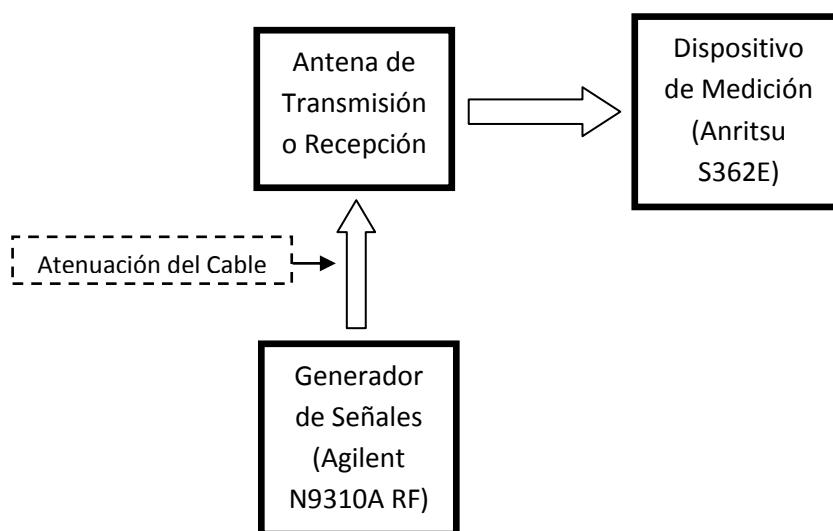 Antena de
Transmisión
o Recepción
Dispositivo
de Medición
(Anritsu
S362E)
Atenuación del Cable
Generador
de Señales
(Agilent
N9310A RF)